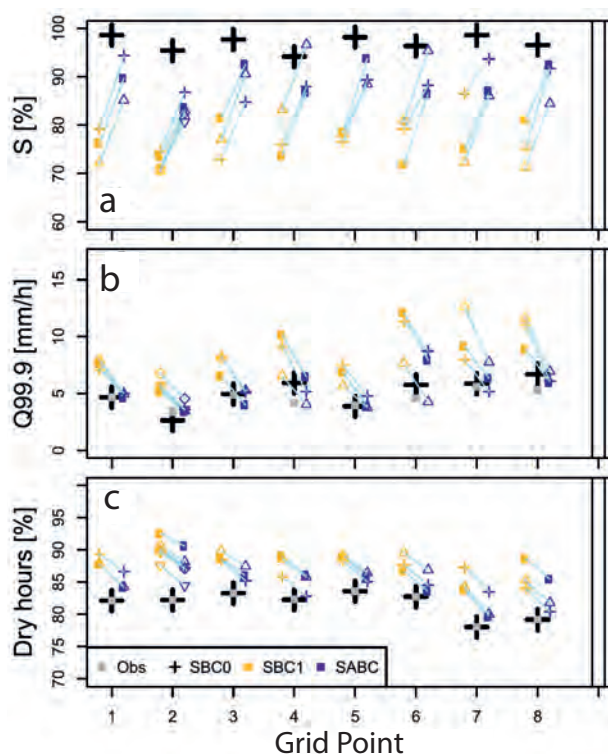 a
S [%]
100
90
80
70
60
b
Q99.9 [mm/h]
15
10
5
0
c
Dry hours [%]
95
90
85
80
75
70
Obs SBC0 SBC1 SABC
1 2 3 4 5 6 7 8
Grid Point